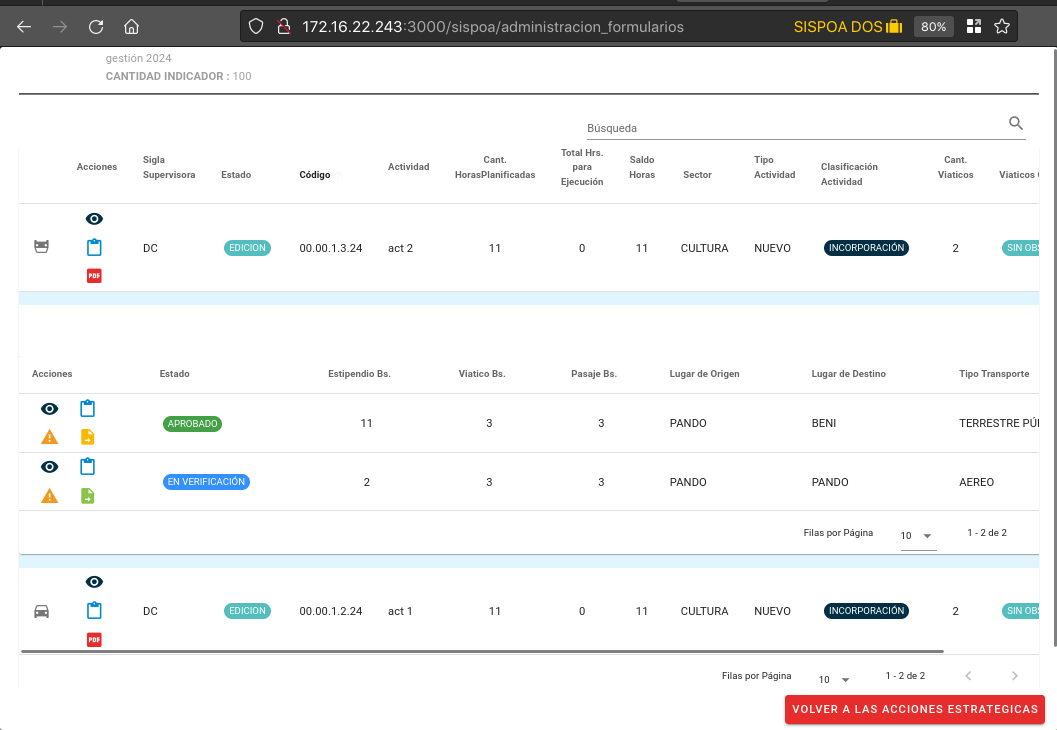 172.16.22.243:3000/sispoa/administracion_formularios SISPOA DOS 80%
gestión 2024
CANTIDAD INDICADOR : 100
Búsqueda
Acciones Sigla Supervisora Estado Código Actividad Cant. HorasPlanificadas Total Hrs. para Ejecución Saldo Horas Sector Tipo Actividad Clasificación Actividad Cant. Viaticos Viaticos
DC EDICION 00.00.1.3.24 act 2 11 0 11 CULTURA NUEVO INCORPORACIÓN 2 SIN OBS
PDF
Acciones Estado Estipendio Bs. Viatico Bs. Pasaje Bs. Lugar de Origen Lugar de Destino Tipo Transporte
APROBADO 11 3 3 PANDO BENI TERRESTRE PÚ
EN VERIFICACIÓN 2 3 3 PANDO PANDO AEREO
Filas por Página 10 1 - 2 de 2
DC EDICION 00.00.1.2.24 act 1 11 0 11 CULTURA NUEVO INCORPORACIÓN 2 SIN OBS
PDF
Filas por Página 10 1 - 2 de 2
VOLVER A LAS ACCIONES ESTRATEGICAS